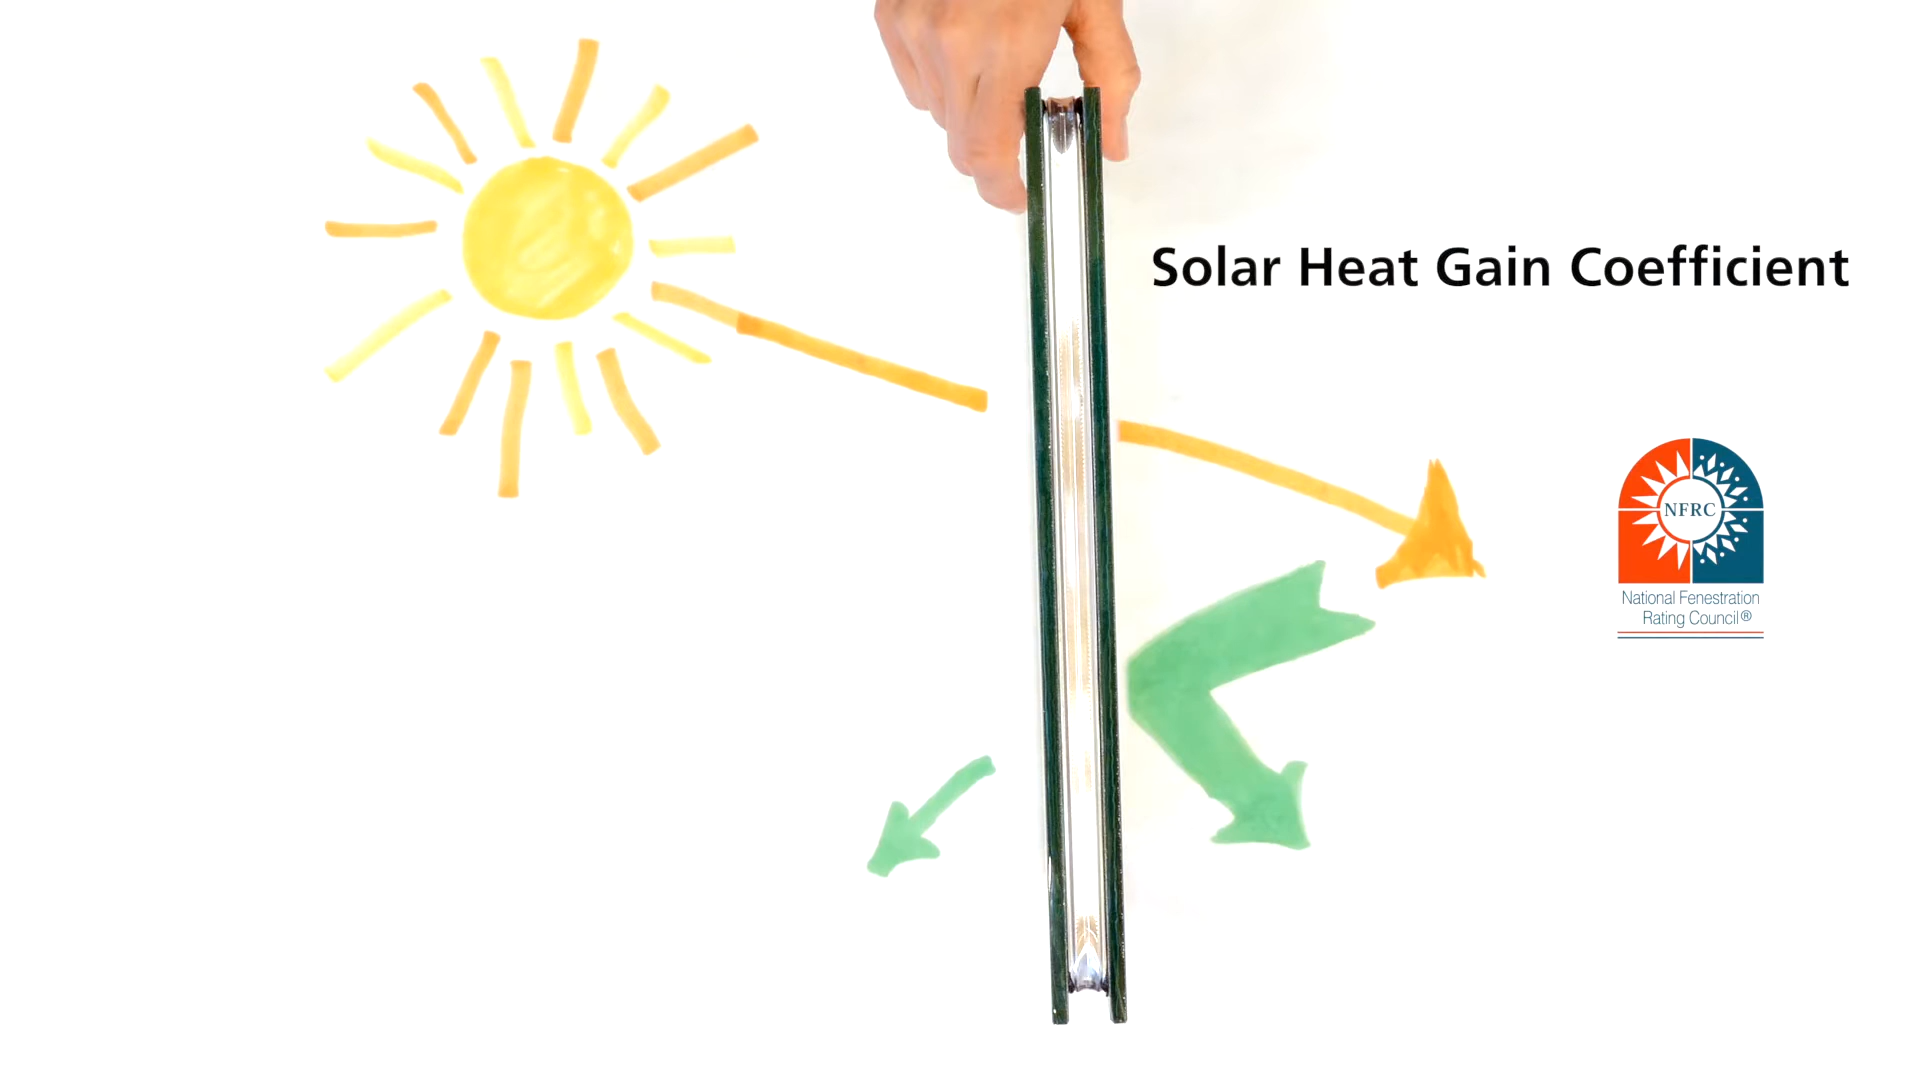 Solar Heat Gain Coefficient
NFRC
National Fenestration
Rating Council®